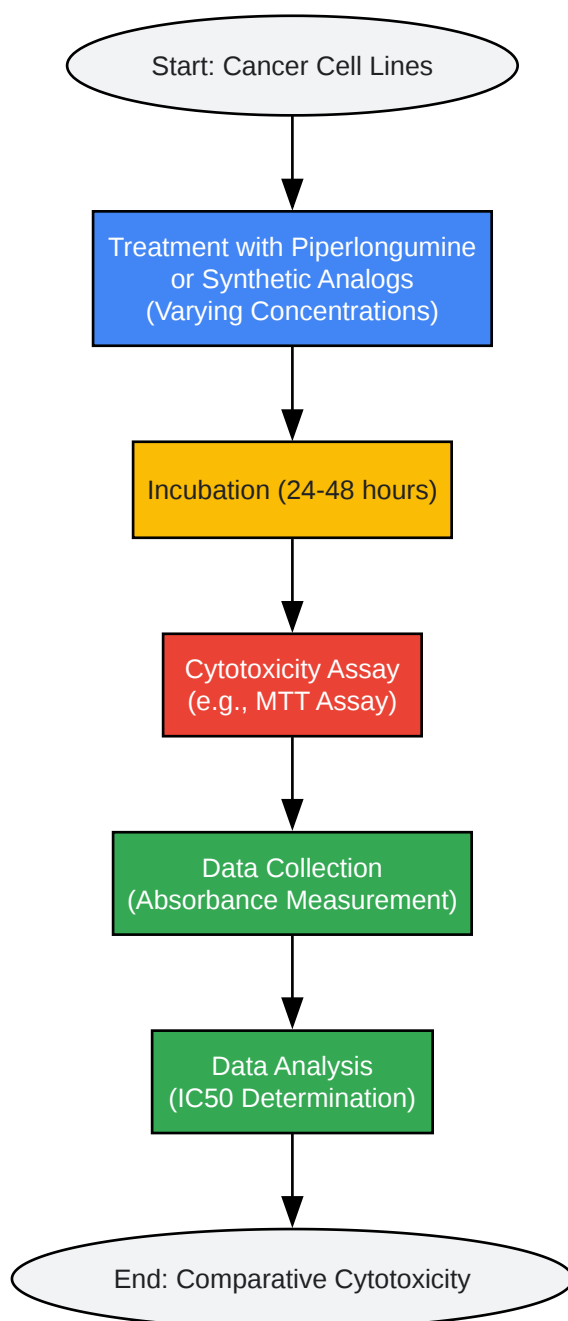 Start: Cancer Cell Lines
Treatment with Piperlongumine
or Synthetic Analogs
(Varying Concentrations)
Incubation (24-48 hours)
Cytotoxicity Assay
(e.g., MTT Assay)
Data Collection
(Absorbance Measurement)
Data Analysis
(IC50 Determination)
End: Comparative Cytotoxicity